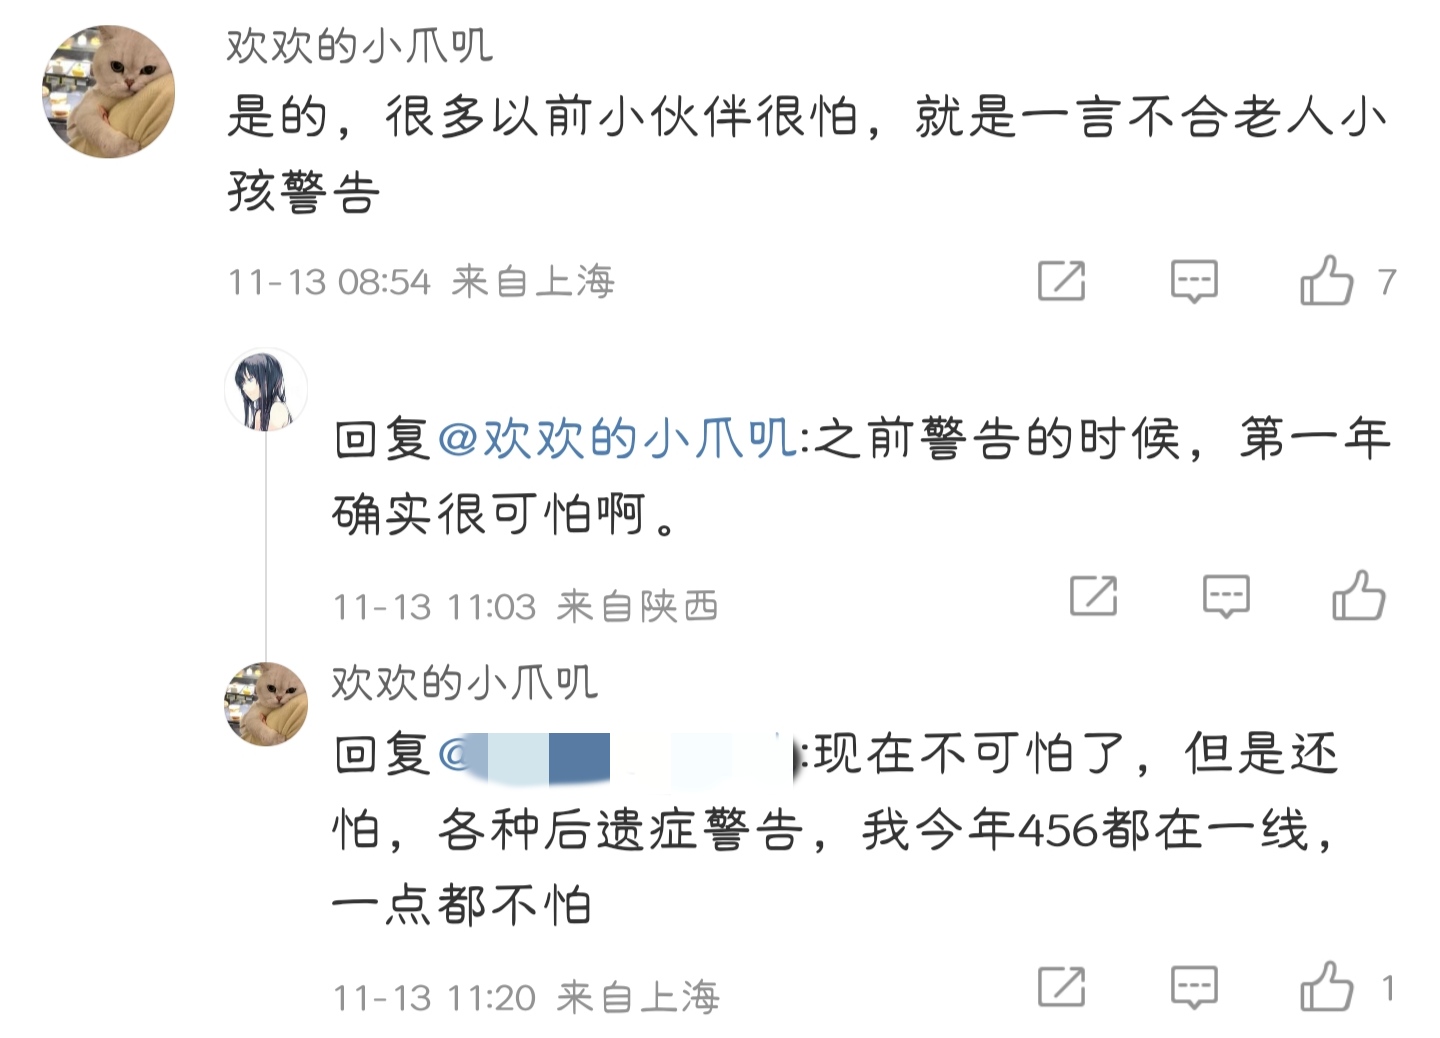 欢欢的小爪叽
是的，很多以前小伙伴很怕，就是一言不合老人小
孩警告
11-13 08:54 来自上海
7
回复@欢欢的小爪叽:之前警告的时候，第一年
确实很可怕啊。
11-13 11:03 来自陕西
欢欢的小爪叽
回复@:现在不可怕了，但是还
怕，各种后遗症警告，我今年456都在一线，
一点都不怕
11-13 11:20 来自上海
1